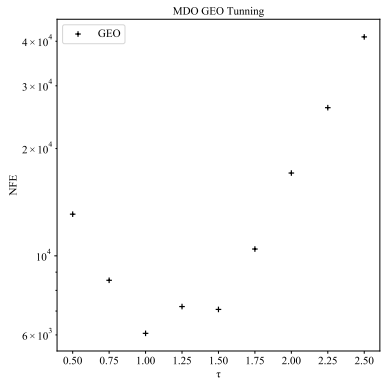 MDO GEO Tunning
GEO
4 × 10⁴
3 × 10⁴
2 × 10⁴
10⁴
6 × 10³
NFE
0.50 0.75 1.00 1.25 1.50 1.75 2.00 2.25 2.50
τ